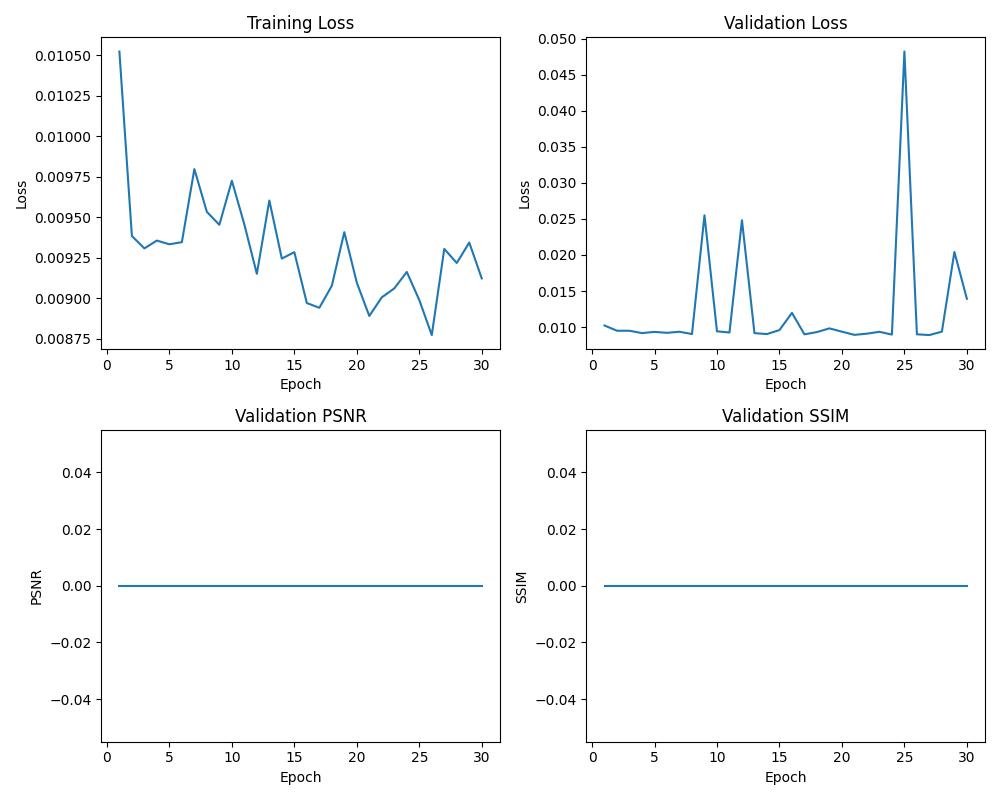 Training Loss
0.01050
0.01025
0.01000
0.00975
0.00950
0.00925
0.00900
0.00875
Loss
0 5 10 15 20 25 30
Epoch
Validation Loss
0.050
0.045
0.040
0.035
0.030
0.025
0.020
0.015
0.010
Loss
0 5 10 15 20 25 30
Epoch
Validation PSNR
0.04
0.02
0.00
−0.02
−0.04
PSNR
0 5 10 15 20 25 30
Epoch
Validation SSIM
0.04
0.02
0.00
−0.02
−0.04
SSIM
0 5 10 15 20 25 30
Epoch